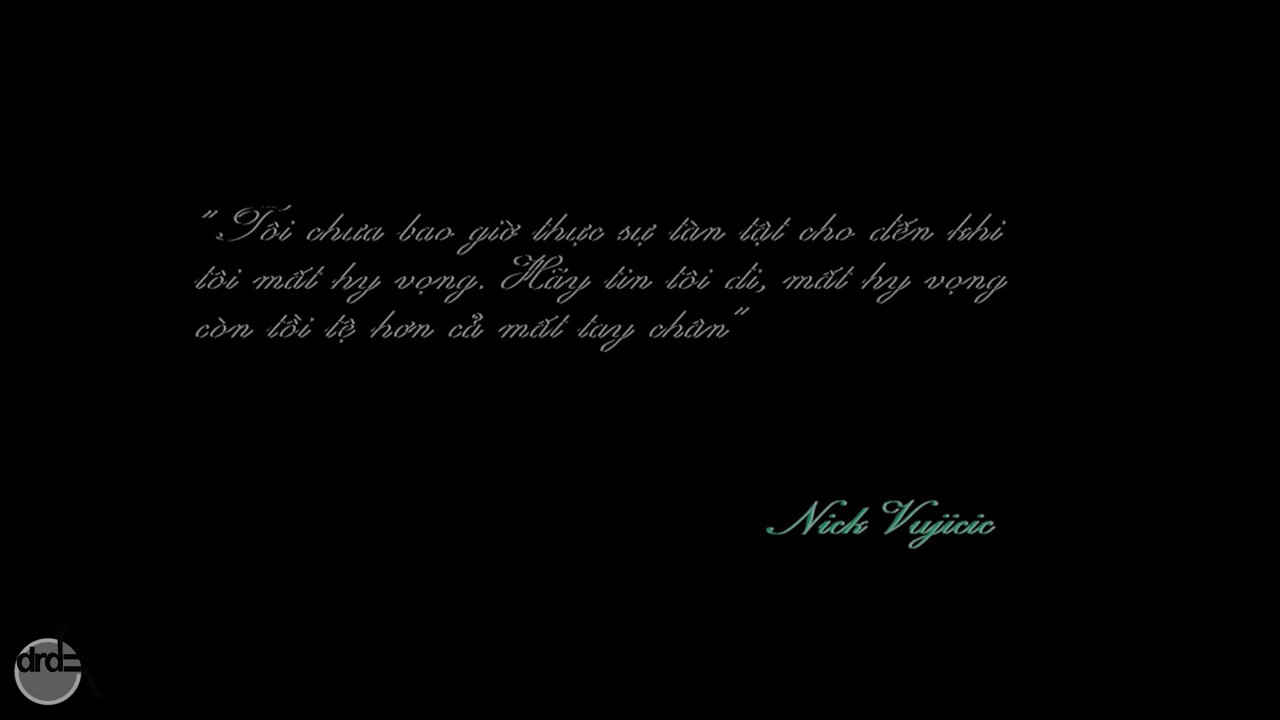 "Tôi chưa bao giờ thực sự tàn tật cho đến khi
tôi mất hy vọng. Hãy tin tôi đi, mất hy vọng
còn tồi tệ hơn cả mất tay chân"
Nick Vujicic
drd